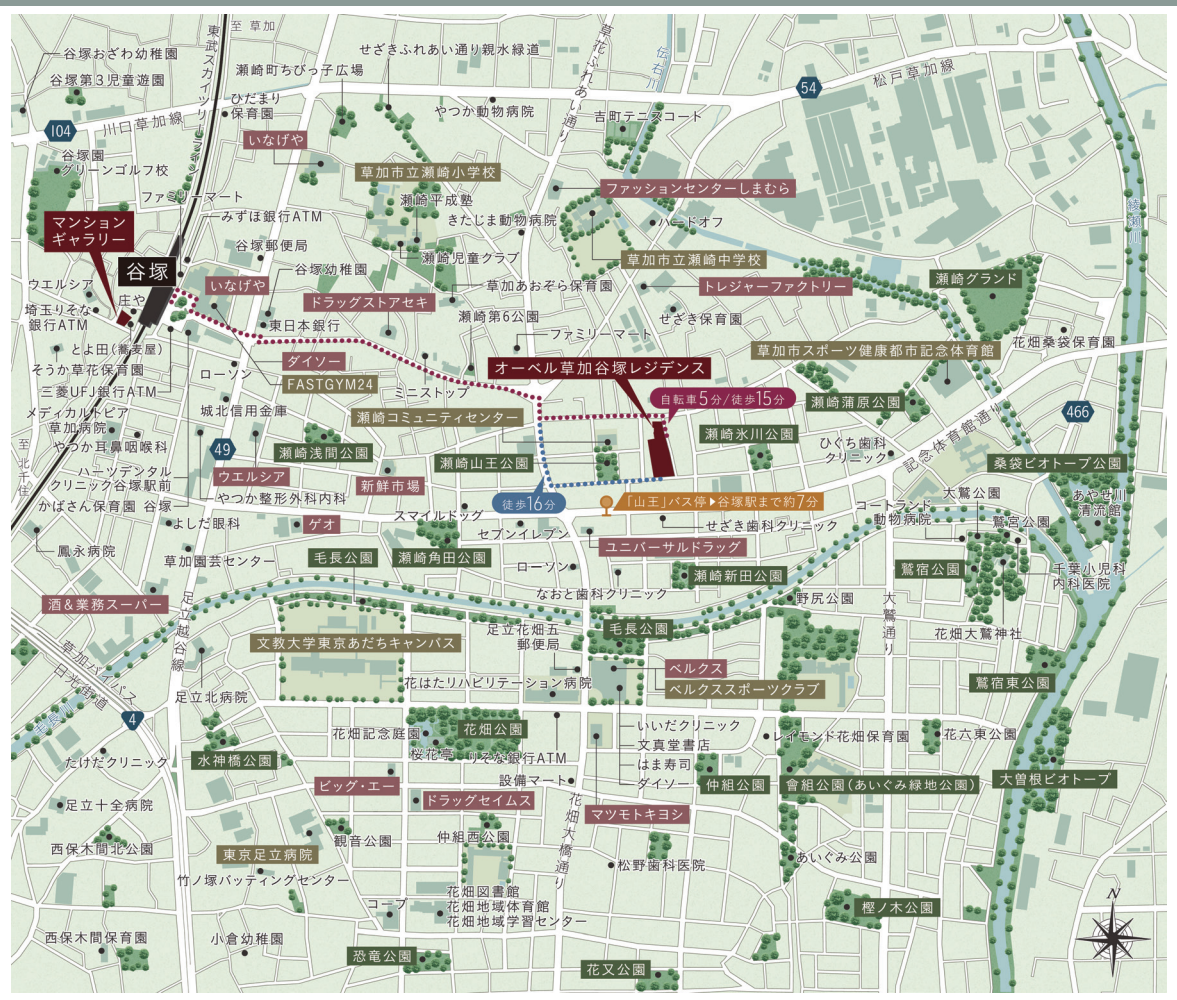 至 草加
東武スカイツリーライン
谷塚おざわ幼稚園
谷塚第3児童遊園
瀬崎町ちびっ子広場
せざきふれあい通り親水緑道
草花ふれあい通り
伝右川
松戸草加線
54
ひだまり
保育園
やつか動物病院
吉町テニスコート
104
川口草加線
いなげや
谷塚園
グリーンゴルフ校
草加市立瀬崎小学校
ファッションセンターしまむら
綾瀬川
ファミリーマート
瀬崎平成塾
みずほ銀行ATM
きたじま動物病院
ハードオフ
マンション
ギャラリー
谷塚郵便局
瀬崎児童クラブ
草加市立瀬崎中学校
谷塚
谷塚幼稚園
瀬崎グランド
ウエルシア
いなげや
草加あおぞら保育園
トレジャーファクトリー
庄や
ドラッグストアセキ
埼玉りそな
銀行ATM
東日本銀行
瀬崎第6公園
せざき保育園
ファミリーマート
花畑桑袋保育園
とよ田(蕎麦屋)
ダイソー
草加市スポーツ健康都市記念体育館
そうか草花保育園
ローソン
オーベル草加谷塚レジデンス
三菱UFJ銀行ATM
FASTGYM24
ミニストップ
自転車5分/徒歩15分
瀬崎蒲原公園
メディカルトピア
草加病院
城北信用金庫
瀬崎コミュニティセンター
466
至 北千住
やつか耳鼻咽喉科
49
瀬崎浅間公園
瀬崎氷川公園
ひぐち歯科
クリニック
記念体育館通り
ハーツデンタル
クリニック谷塚駅前
ウエルシア
新鮮市場
瀬崎山王公園
桑袋ビオトープ公園
かばさん保育園 谷塚
やつか整形外科内科
徒歩16分
「山王」バス停▶谷塚駅まで約7分
大鷲公園
あやせ川
清流館
コートランド
動物病院
鷲宮公園
よしだ眼科
ゲオ
スマイルドッグ
セブンイレブン
せざき歯科クリニック
鳳永病院
草加園芸センター
毛長公園
瀬崎角田公園
ユニバーサルドラッグ
ローソン
鷲宿公園
千葉小児科
内科医院
瀬崎新田公園
なおと歯科クリニック
酒&業務スーパー
足立越谷線
野尻公園
大鷲通り
花畑大鷲神社
文教大学東京あだちキャンパス
足立花畑五
郵便局
毛長公園
草加バイパス
日光街道
ベルクス
足立北病院
花はたリハビリテーション病院
ベルクススポーツクラブ
鷲宿東公園
毛長川
4
花畑記念庭園
花畑公園
いいだクリニック
レイモンド花畑保育園
花六東公園
水神橋公園
桜花亭
りそな銀行ATM
文真堂書店
たけだクリニック
はま寿司
ビッグ・エー
設備マート
ダイソー
仲組公園
會組公園(あいぐみ緑地公園)
大曽根ビオトープ
足立十全病院
ドラッグセイムス
マツモトキヨシ
西保木間北公園
観音公園
仲組西公園
花畑大橋通り
東京足立病院
松野歯科医院
あいぐみ公園
竹ノ塚バッティングセンター
花畑図書館
コープ
花畑地域体育館
花畑地域学習センター
樫ノ木公園
N
西保木間保育園
小倉幼稚園
恐竜公園
花又公園